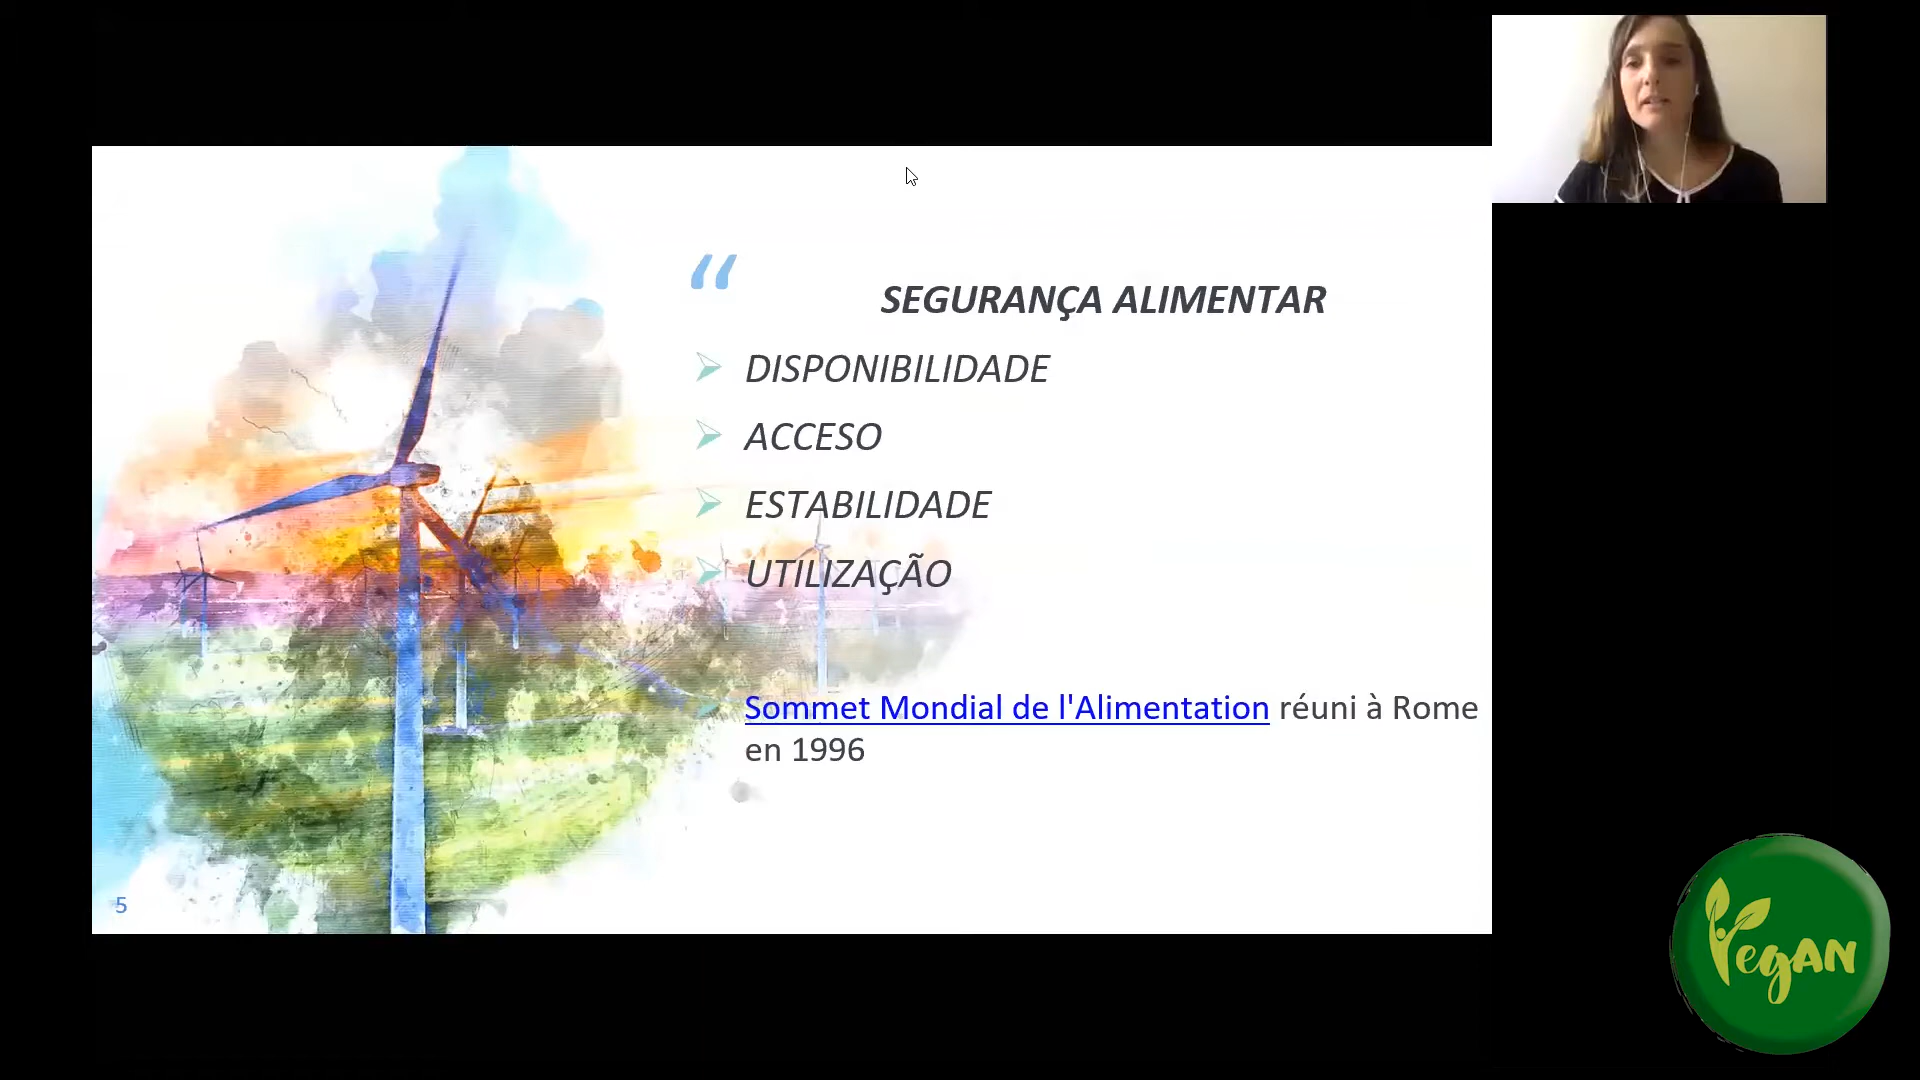 “
SEGURANÇA ALIMENTAR
DISPONIBILIDADE
ACCESO
ESTABILIDADE
UTILIZAÇÃO
Sommet Mondial de l'Alimentation réuni à Rome
en 1996
5
VegAN